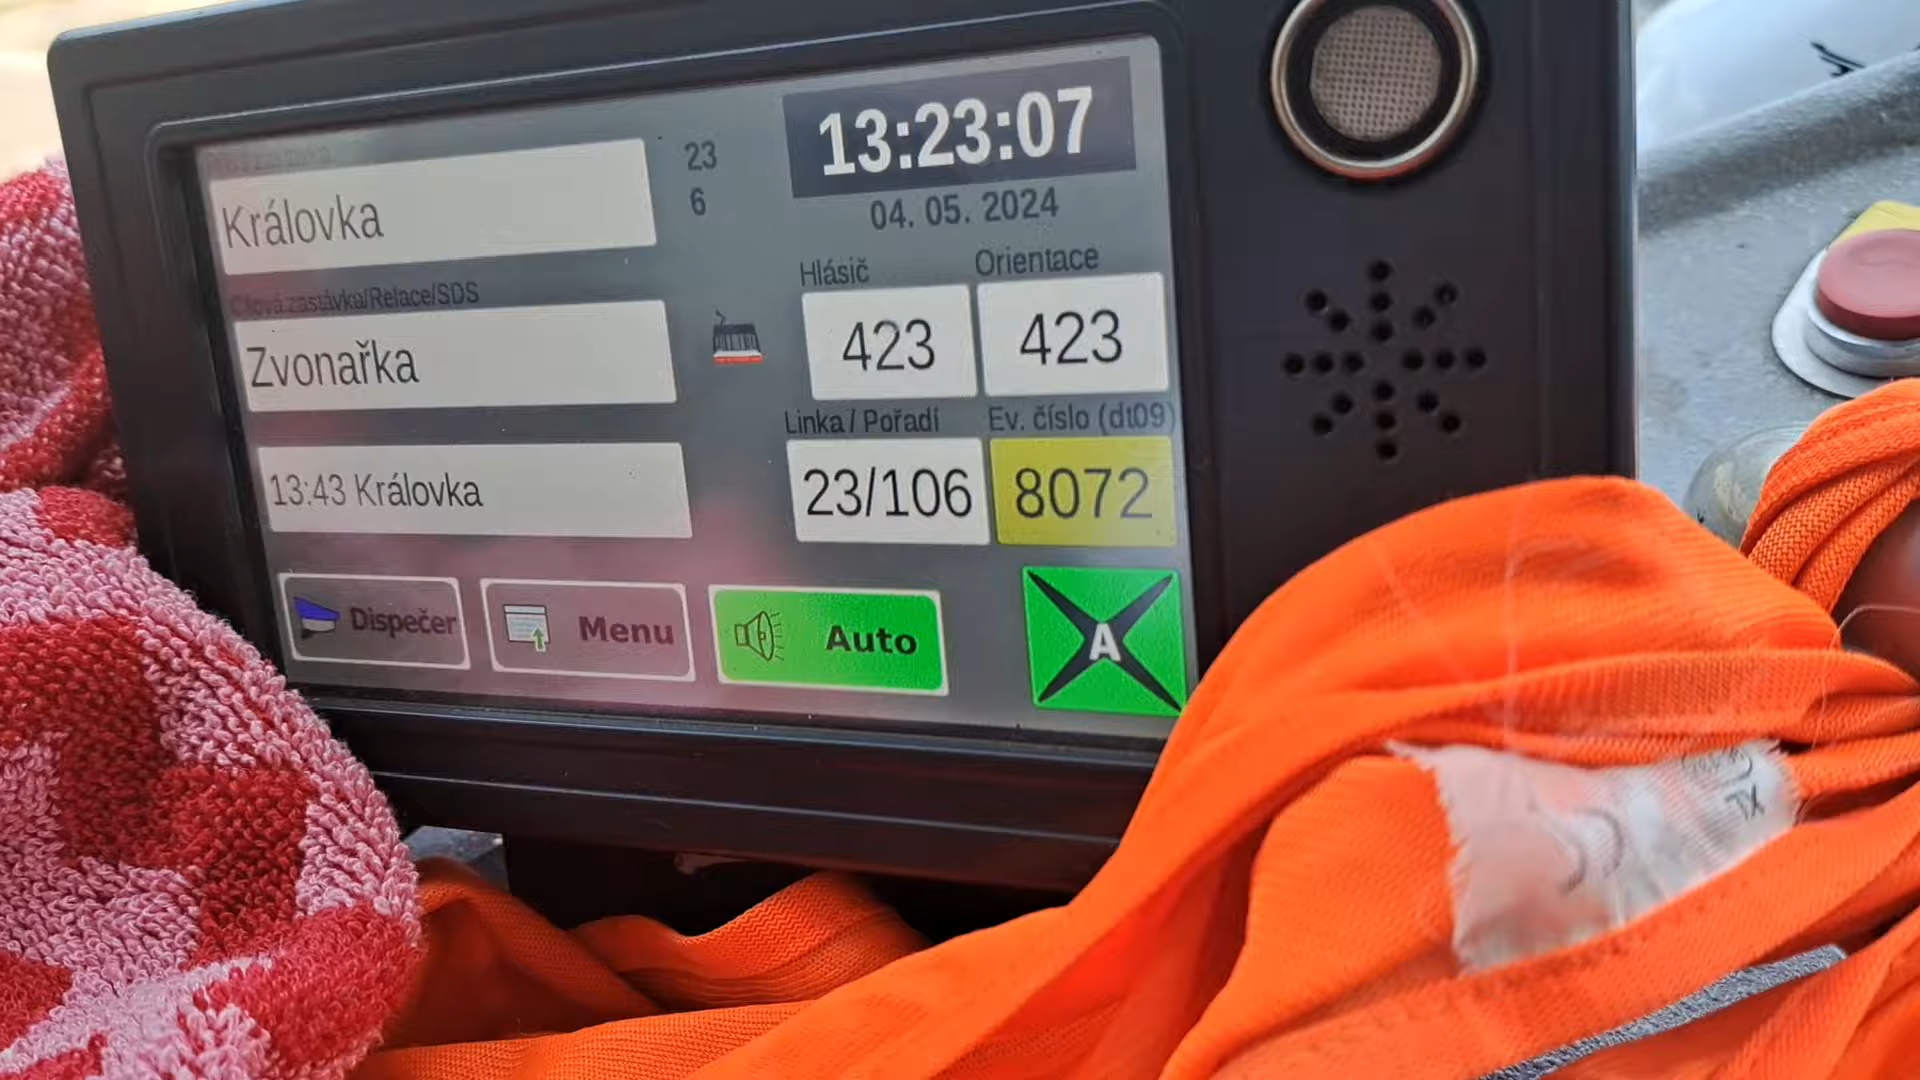 Královka
23
6
13:23:07
04. 05. 2024
Cílová zastávka/Relace/SDS
Zvonařka
Hlásič
Orientace
423
423
Linka / Pořadí
Ev. číslo (dt09)
13:43 Královka
23/106
8072
Dispečer
Menu
Auto
A
XL